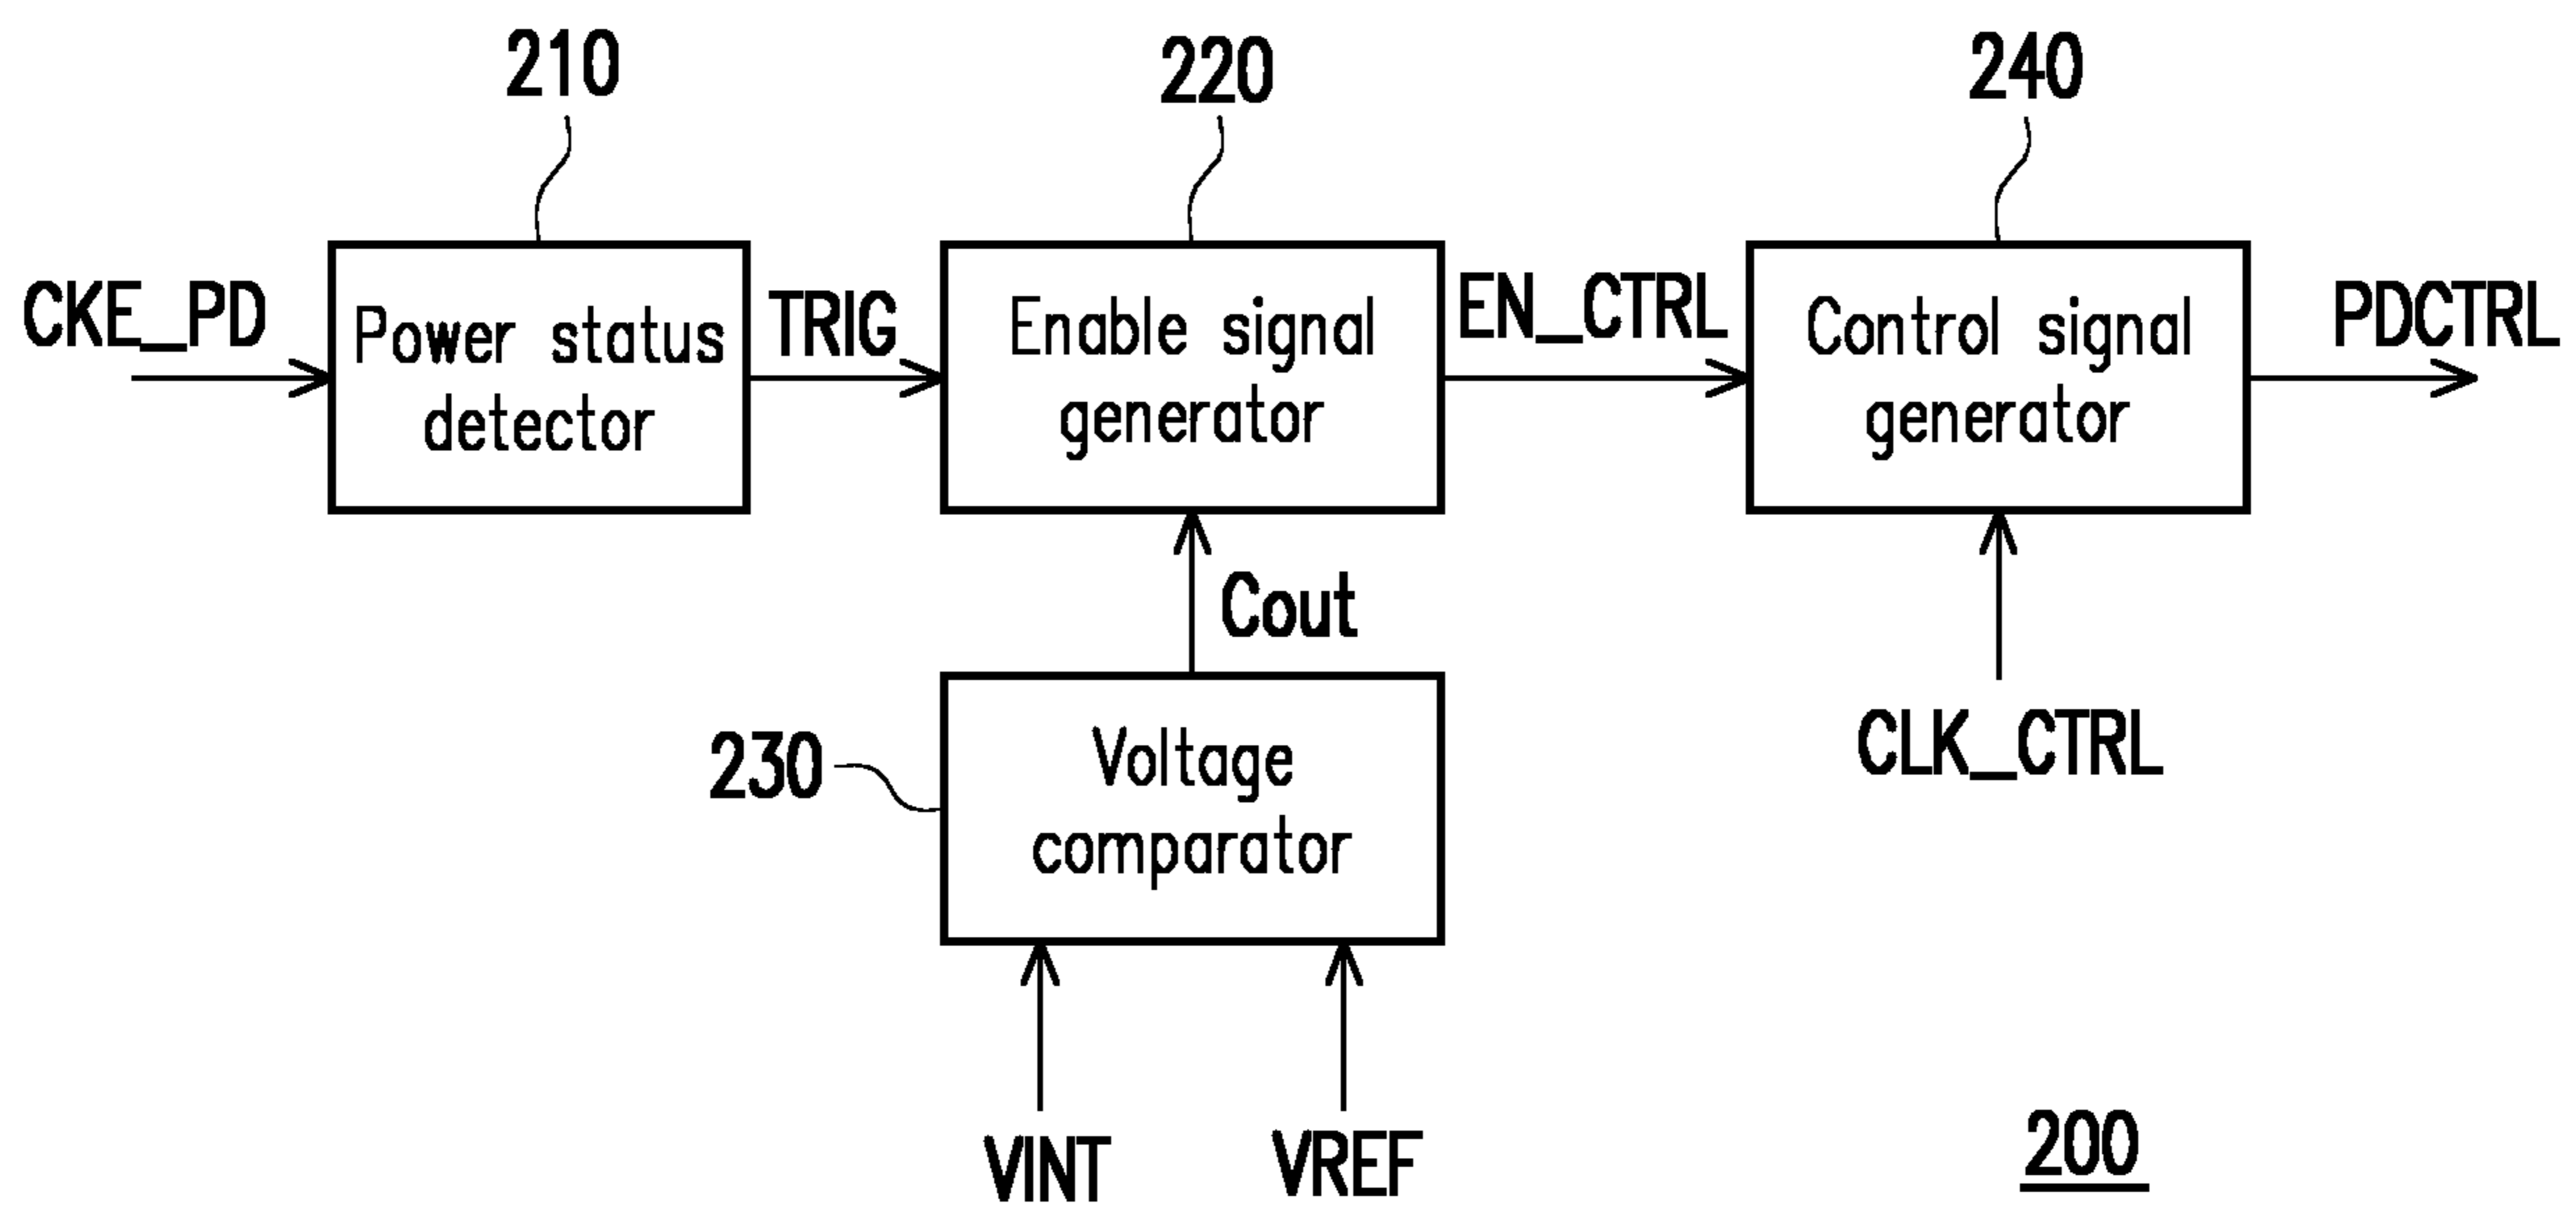 210
220
240
CKE_PD
Power status
detector
TRIG
Enable signal
generator
EN_CTRL
Control signal
generator
PDCTRL
Cout
230
Voltage
comparator
CLK_CTRL
VINT
VREF
200